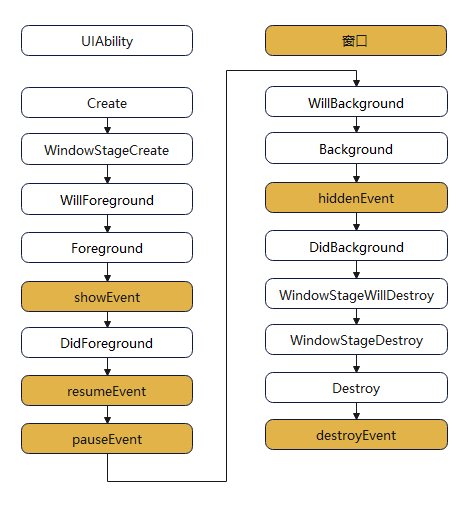 UIAbility
窗口
Create
WindowStageCreate
WillForeground
Foreground
showEvent
DidForeground
resumeEvent
pauseEvent
WillBackground
Background
hiddenEvent
DidBackground
WindowStageWillDestroy
WindowStageDestroy
Destroy
destroyEvent